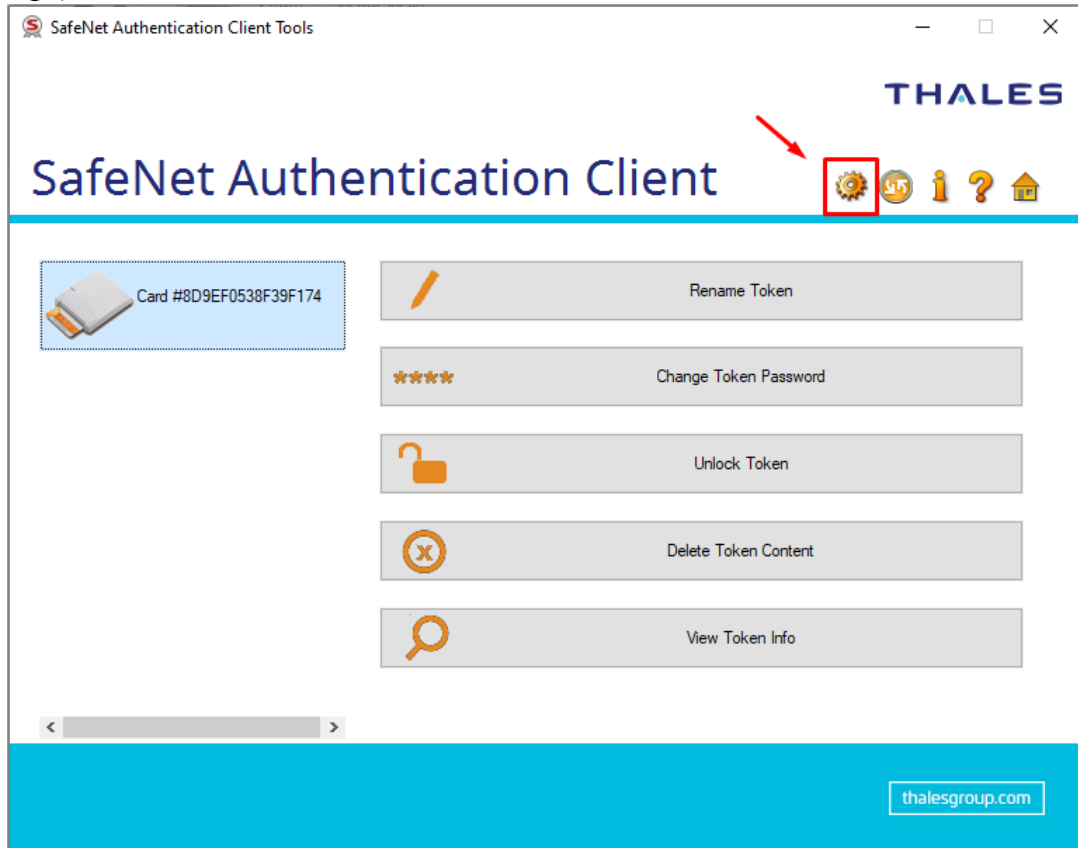 SafeNet Authentication Client Tools
THALES
SafeNet Authentication Client
Card #8D9EF0538F39F174
Rename Token
****
Change Token Password
Unlock Token
Delete Token Content
View Token Info
thalesgroup.com